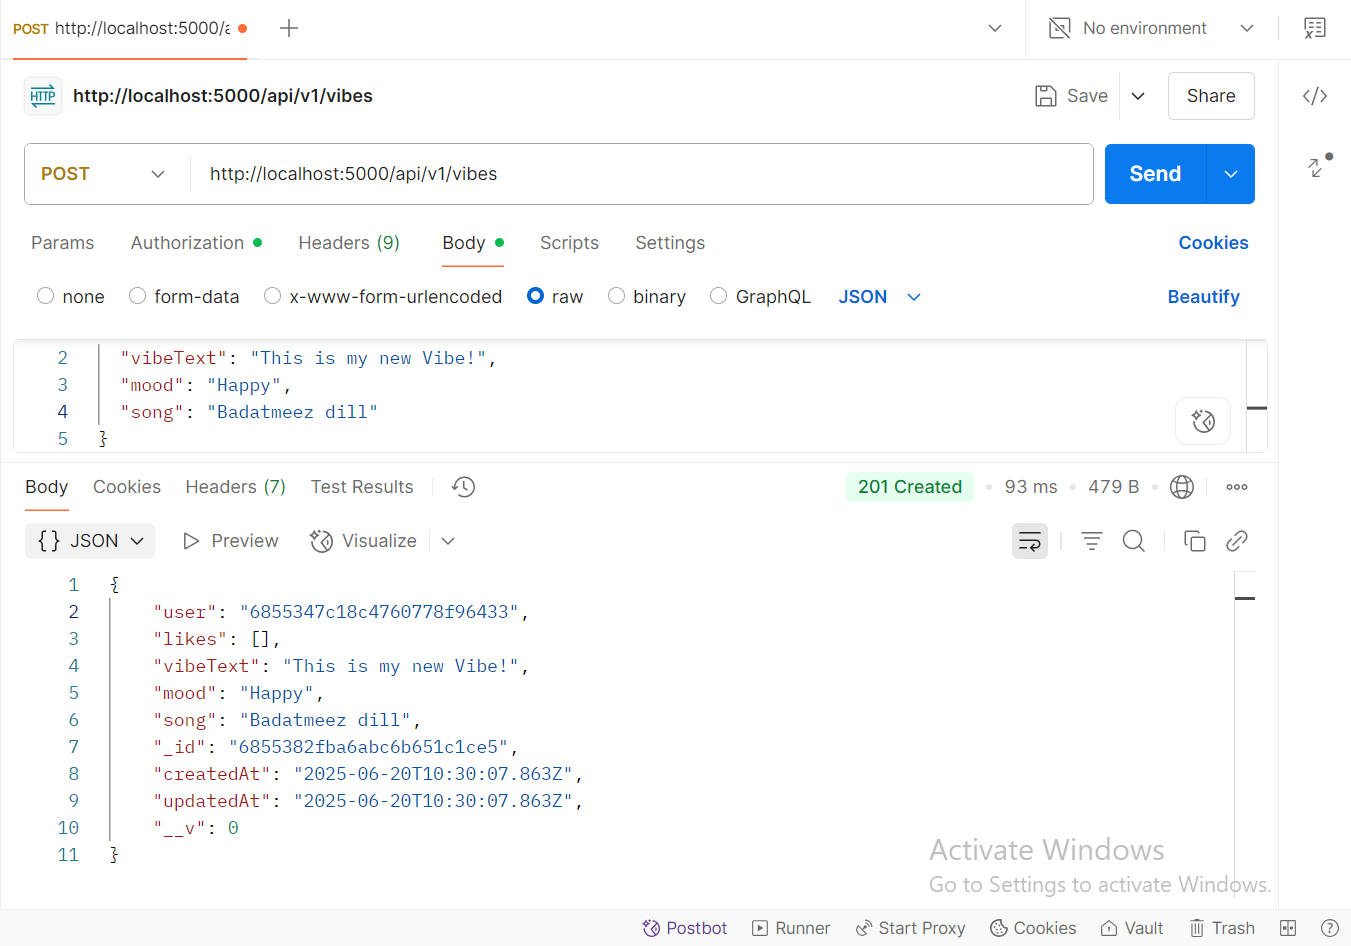 POST http://localhost:5000/a
No environment
HTTP http://localhost:5000/api/v1/vibes
Save
Share
POST
http://localhost:5000/api/v1/vibes
Send
Params Authorization Headers (9) Body Scripts Settings Cookies
none form-data x-www-form-urlencoded raw binary GraphQL JSON Beautify
2 "vibeText": "This is my new Vibe!",
3 "mood": "Happy",
4 "song": "Badatmeez dill"
5 }
Body Cookies Headers (7) Test Results 201 Created 93 ms 479 B
{} JSON Preview Visualize
1 {
2 "user": "6855347c18c4760778f96433",
3 "likes": [],
4 "vibeText": "This is my new Vibe!",
5 "mood": "Happy",
6 "song": "Badatmeez dill",
7 "_id": "6855382fba6abc6b651c1ce5",
8 "createdAt": "2025-06-20T10:30:07.863Z",
9 "updatedAt": "2025-06-20T10:30:07.863Z",
10 "__v": 0
11 }
Activate Windows
Go to Settings to activate Windows.
Postbot Runner Start Proxy Cookies Vault Trash